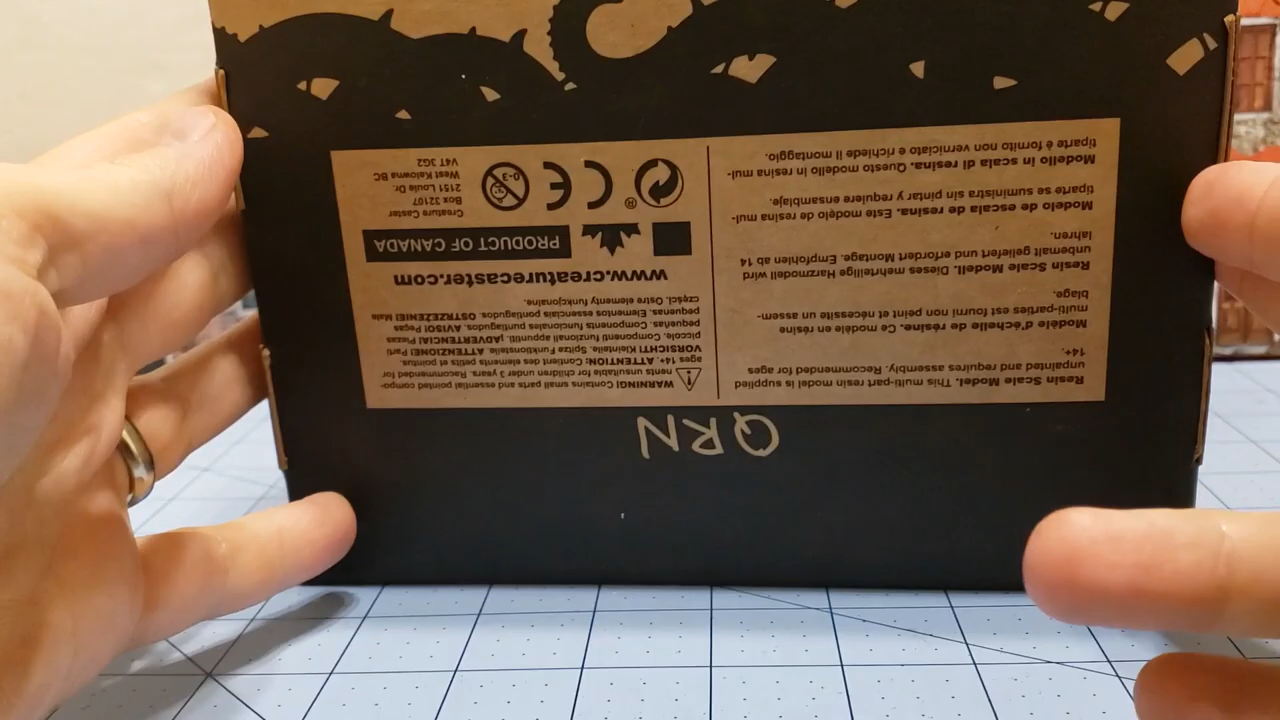 QRN
Resin Scale Model. This multi-part resin model is supplied
unpainted and requires assembly. Recommended for ages
14+.
Modéle d'échelle de résine. Ce modéle en résine
multi-parties est fourni non peint et nécessite un assem-
blage.
Resin Scale Modell. Dieses mehrteilige Harzmodell wird
unbemalt geliefert und erfordert Montage. Empfohlen ab 14
Jahren.
Modelo de escala de resina. Este modelo de resina mul-
tiparte se suministra sin pintar y requiere ensamblaje.
Modello in scala di resina. Questo modello in resina mul-
tiparte è fornito non verniciato e richiede il montaggio.
WARNING! Contains small parts and essential pointed compo-
nents unsuitable for children under 3 years. Recommended for
ages 14+. ATTENTION: Contient des elements petits et pointus.
VORSICHT! Kleinteile. Spitze Funktionsteile. ATTENZIONE! Parti
piccole. Componenti funzionali appuntiti. ¡ADVERTENCIA! Piezas
pequenas. Components funcionales puntiagudos. AVISO! Peças
pequenas. Elementos essenciais pontiagudos. OSTRZEŻENIE! Małe
części. Ostre elementy funkcjonalne.
www.creaturecaster.com
PRODUCT OF CANADA
® CE 0-3
Creature Caster
Box 32107
2151 Louie Dr
West Kelowna BC
V4T 3G2